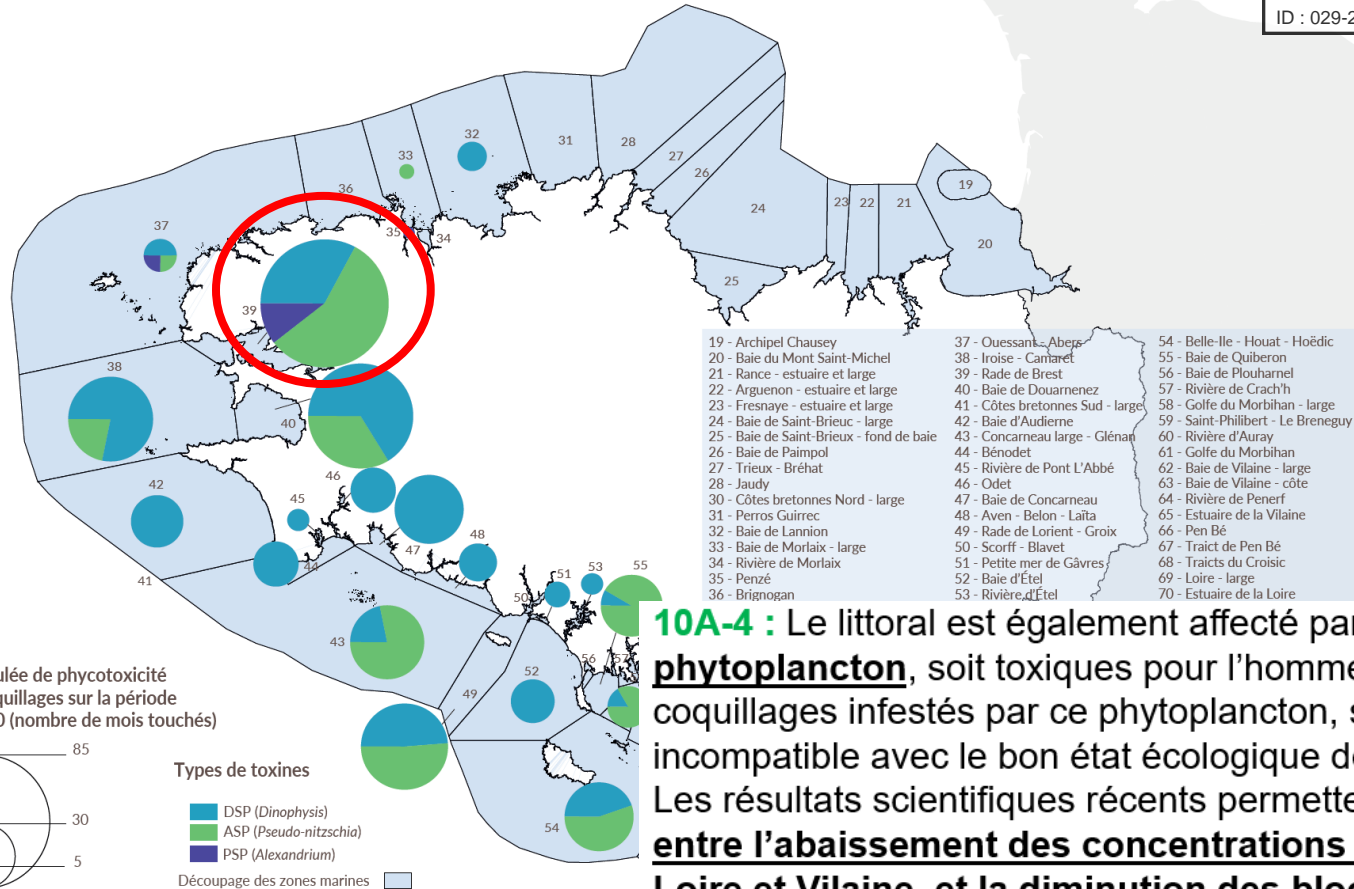 ID : 029-2
32
31
28
33
27
36
26
19
23
22
21
24
37
35
34
20
25
39
38
40
46
42
45
48
47
44
51
53
55
41
50
43
56
57
52
49
54
19 - Archipel Chausey
20 - Baie du Mont Saint-Michel
21 - Rance - estuaire et large
22 - Arguenon - estuaire et large
23 - Fresnaye - estuaire et large
24 - Baie de Saint-Brieuc - large
25 - Baie de Saint-Brieux - fond de baie
26 - Baie de Paimpol
27 - Trieux - Bréhat
28 - Jaudy
30 - Côtes bretonnes Nord - large
31 - Perros Guirrec
32 - Baie de Lannion
33 - Baie de Morlaix - large
34 - Rivière de Morlaix
35 - Penzé
36 - Brignogan
37 - Ouessant - Abers
38 - Iroise - Camaret
39 - Rade de Brest
40 - Baie de Douarnenez
41 - Côtes bretonnes Sud - large
42 - Baie d'Audierne
43 - Concarneau large - Glénan
44 - Bénodet
45 - Rivière de Pont L'Abbé
46 - Odet
47 - Baie de Concarneau
48 - Aven - Belon - Laïta
49 - Rade de Lorient - Groix
50 - Scorff - Blavet
51 - Petite mer de Gâvres
52 - Baie d'Étel
53 - Rivière d'Étel
54 - Belle-Ile - Houat - Hoëdic
55 - Baie de Quiberon
56 - Baie de Plouharnel
57 - Rivière de Crac'h
58 - Golfe du Morbihan - large
59 - Saint-Philibert - Le Breneguy
60 - Rivière d'Auray
61 - Golfe du Morbihan
62 - Baie de Vilaine - large
63 - Baie de Vilaine - côte
64 - Rivière de Penerf
65 - Estuaire de la Vilaine
66 - Pen Bé
67 - Traict de Pen Bé
68 - Traicts du Croisic
69 - Loire - large
70 - Estuaire de la Loire
ulée de phycotoxicité
quillages sur la période
0 (nombre de mois touchés)
85
30
5
Types de toxines
DSP (Dinophysis)
ASP (Pseudo-nitzschia)
PSP (Alexandrium)
Découpage des zones marines
10A-4 : Le littoral est également affecté par
phytoplancton, soit toxiques pour l'homme
coquillages infestés par ce phytoplancton, s
incompatible avec le bon état écologique de
Les résultats scientifiques récents permette
entre l'abaissement des concentrations
Loire et Vilaine, et la diminution des bloo